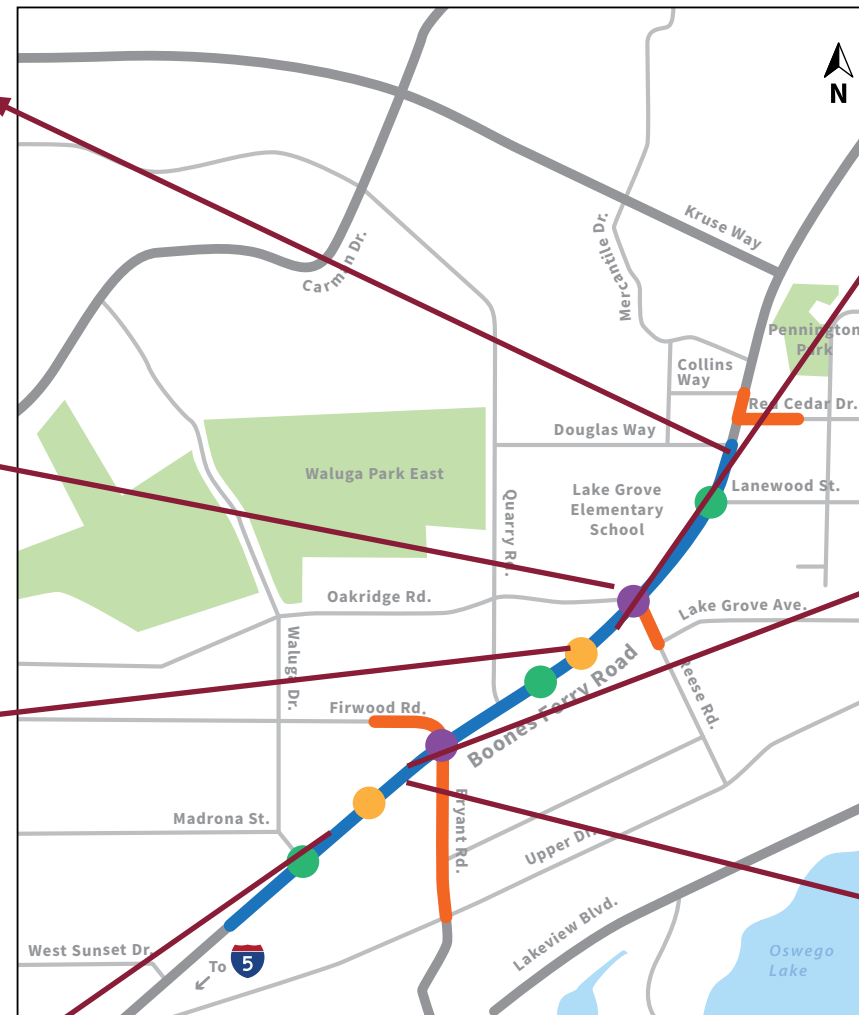 N
Kruse Way
Mercantile Dr.
Carman Dr.
Pennington
Park
Collins
Way
Red Cedar Dr.
Douglas Way
Waluga Park East
Lanewood St.
Lake Grove
Elementary
School
Quarry Rd.
Oakridge Rd.
Lake Grove Ave.
Waluga Dr.
Reese Rd.
Boones Ferry Road
Firwood Rd.
Bryant Rd.
Madrona St.
Upper Dr.
Lakeview Blvd.
West Sunset Dr.
To
5
Oswego
Lake